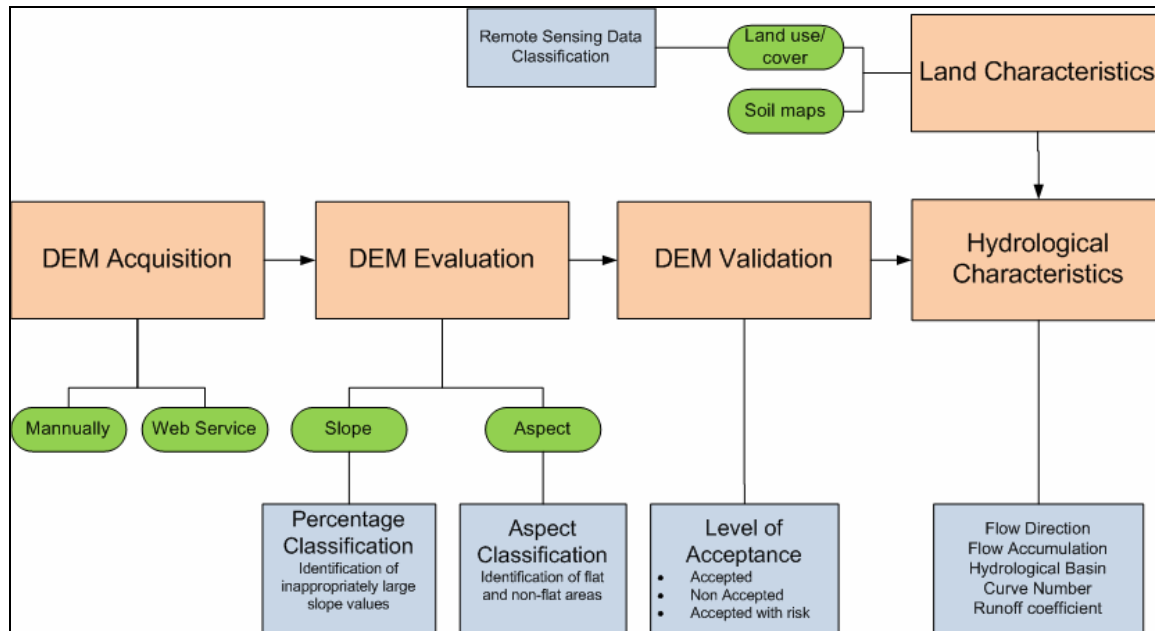 Remote Sensing Data
Classification
Land use/
cover
Soil maps
Land Characteristics
DEM Acquisition
DEM Evaluation
DEM Validation
Hydrological
Characteristics
Mannually
Web Service
Slope
Aspect
Percentage
Classification
Identification of
inappropriately large
slope values
Aspect
Classification
Identification of flat
and non-flat areas
Level of
Acceptance
• Accepted
• Non Accepted
• Accepted with risk
Flow Direction
Flow Accumulation
Hydrological Basin
Curve Number
Runoff coefficient